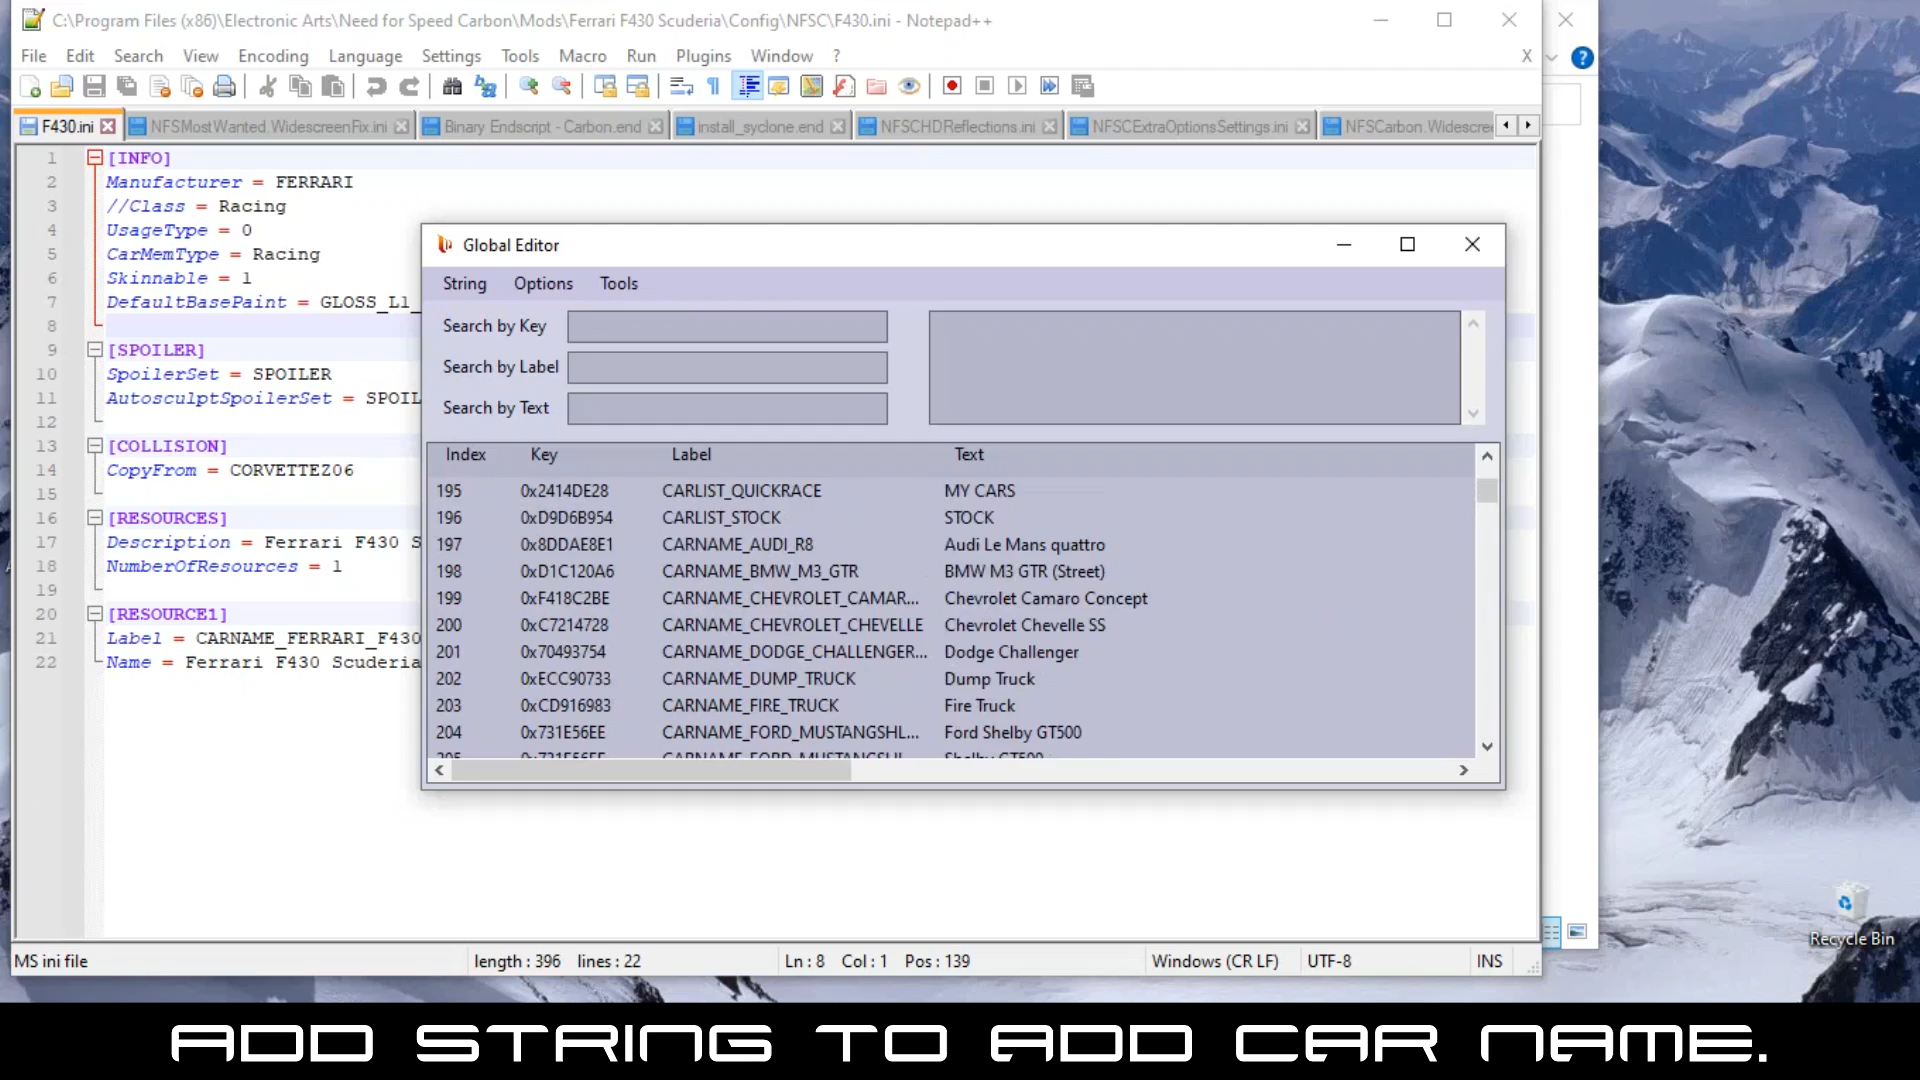 C:\Program Files (x86)\Electronic Arts\Need for Speed Carbon\Mods\Ferrari F430 Scuderia\Config\NFSC\F430.ini - Notepad++
File Edit Search View Encoding Language Settings Tools Macro Run Plugins Window ? X
F430.ini NFSMostWanted.WidescreenFix.ini Binary Endscript - Carbon.end install_syclone.end NFSCHDReflections.ini NFSCExtraOptionsSettings.ini NFSCarbon.Widescree
1 [INFO]
2 Manufacturer = FERRARI
3 //Class = Racing
4 UsageType = 0
5 CarMemType = Racing
6 Skinnable = 1
7 DefaultBasePaint = GLOSS_L1_
8
9 [SPOILER]
10 SpoilerSet = SPOILER
11 AutosculptSpoilerSet = SPOIL
12
13 [COLLISION]
14 CopyFrom = CORVETTEZ06
15
16 [RESOURCES]
17 Description = Ferrari F430 S
18 NumberOfResources = 1
19
20 [RESOURCE1]
21 Label = CARNAME_FERRARI_F430
22 Name = Ferrari F430 Scuderia
Global Editor
String Options Tools
Search by Key
Search by Label
Search by Text
Index Key Label Text
195 0x2414DE28 CARLIST_QUICKRACE MY CARS
196 0xD9D6B954 CARLIST_STOCK STOCK
197 0x8DDAE8E1 CARNAME_AUDI_R8 Audi Le Mans quattro
198 0xD1C120A6 CARNAME_BMW_M3_GTR BMW M3 GTR (Street)
199 0xF418C2BE CARNAME_CHEVROLET_CAMAR... Chevrolet Camaro Concept
200 0xC7214728 CARNAME_CHEVROLET_CHEVELLE Chevrolet Chevelle SS
201 0x70493754 CARNAME_DODGE_CHALLENGER... Dodge Challenger
202 0xECC90733 CARNAME_DUMP_TRUCK Dump Truck
203 0xCD916983 CARNAME_FIRE_TRUCK Fire Truck
204 0x731E56EE CARNAME_FORD_MUSTANGSHL... Ford Shelby GT500
MS ini file length : 396 lines : 22 Ln : 8 Col : 1 Pos : 139 Windows (CR LF) UTF-8 INS
Recycle Bin
ADD STRING TO ADD CAR NAME.